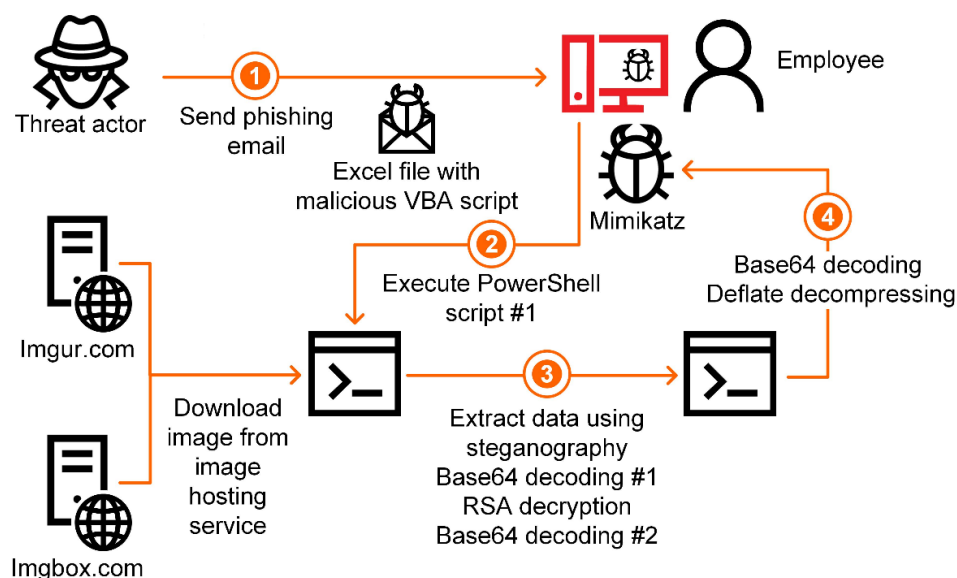 1
Send phishing
email
Threat actor
Excel file with
malicious VBA script
Employee
Mimikatz
2
Execute PowerShell
script #1
Imgur.com
Imgbox.com
Download
image from
image
hosting
service
>_
3
Extract data using
steganography
Base64 decoding #1
RSA decryption
Base64 decoding #2
>_
4
Base64 decoding
Deflate decompressing